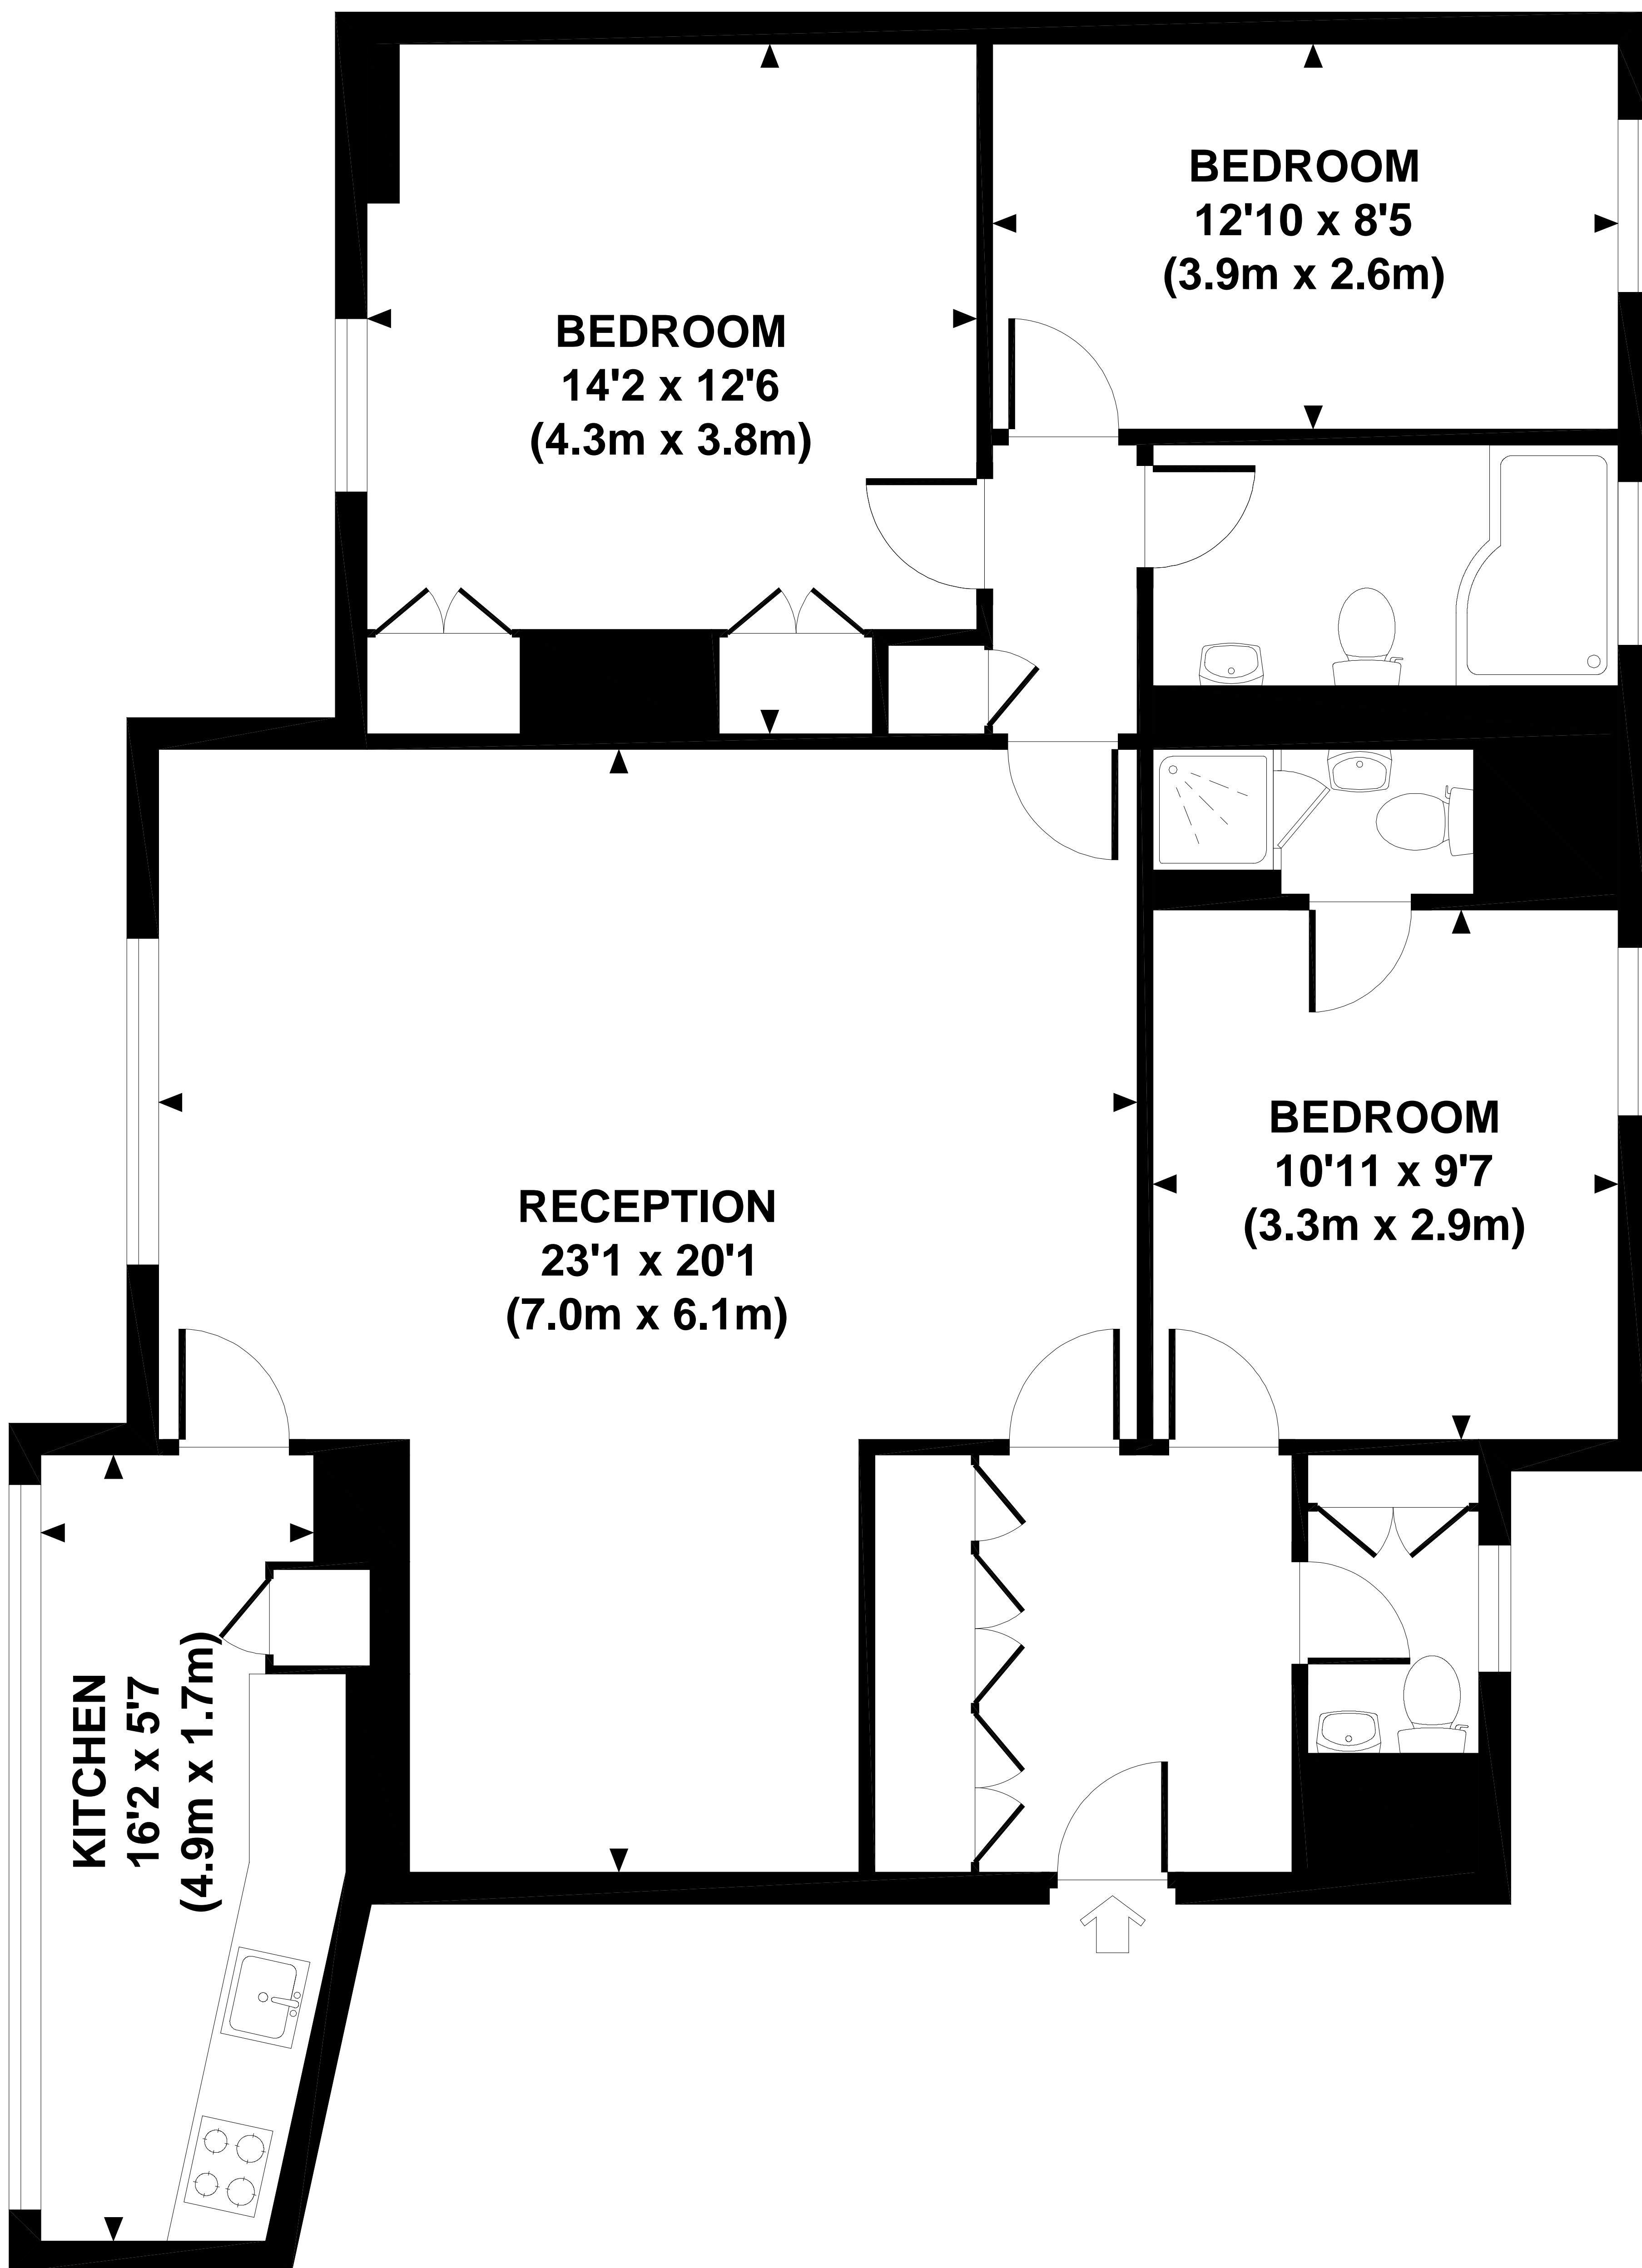 BEDROOM
12'10 x 8'5
(3.9m x 2.6m)
BEDROOM
14'2 x 12'6
(4.3m x 3.8m)
BEDROOM
10'11 x 9'7
(3.3m x 2.9m)
RECEPTION
23'1 x 20'1
(7.0m x 6.1m)
KITCHEN
16'2 x 5'7
(4.9m x 1.7m)